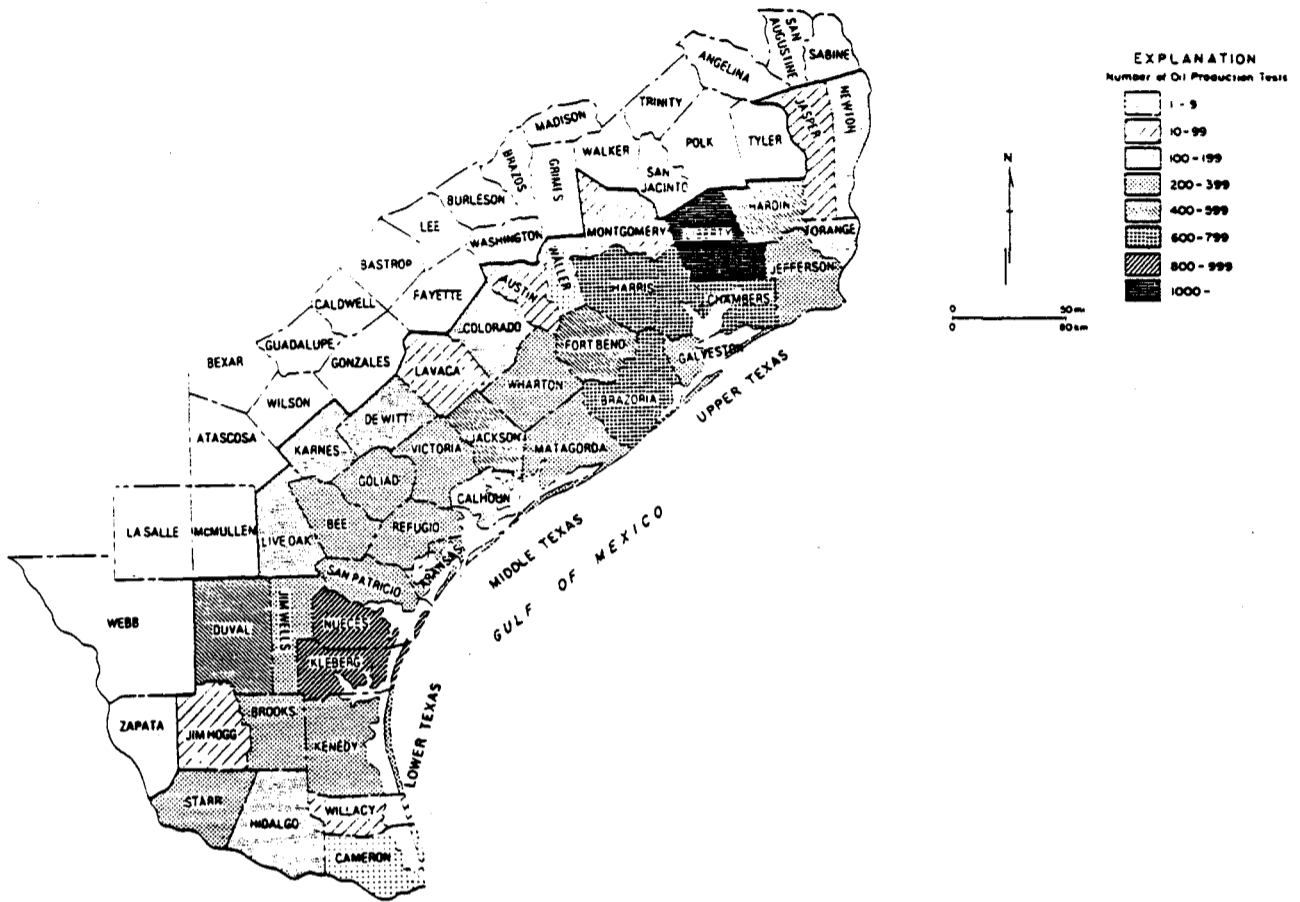 SAN
AUGUSTINE
SABINE
ANGELINA
NEWTON
JASPER
TRINITY
MADISON
POLK
TYLER
WALKER
BRAZOS
GRIMES
SAN
JACINTO
BURLESON
HARDIN
LEE
MONTGOMERY
LIBERTY
ORANGE
WASHINGTON
BASTROP
WALLER
JEFFERSON
AUSTIN
HARRIS
FAYETTE
CHAMBERS
CALDWELL
COLORADO
GUADALUPE
FORT BEND
GALVESTON
BEXAR
GONZALES
LAVACA
WHARTON
BRAZORIA
WILSON
DE WITT
ATASCOSA
JACKSON
KARNES
VICTORIA
MATAGORDA
GOLIAD
CALHOUN
LA SALLE
McMULLEN
BEE
REFUGIO
LIVE OAK
ARANSAS
SAN PATRICIO
WEBB
DUVAL
JIM WELLS
NUECES
KLEBERG
ZAPATA
JIM HOGG
BROOKS
KENEDY
STARR
HIDALGO
WILLACY
CAMERON
UPPER TEXAS
MIDDLE TEXAS
LOWER TEXAS
GULF OF MEXICO
N
0 50 mi
0 80 km
EXPLANATION
Number of Oil Production Tests
1-9
10-99
100-199
200-399
400-599
600-799
800-999
1000-